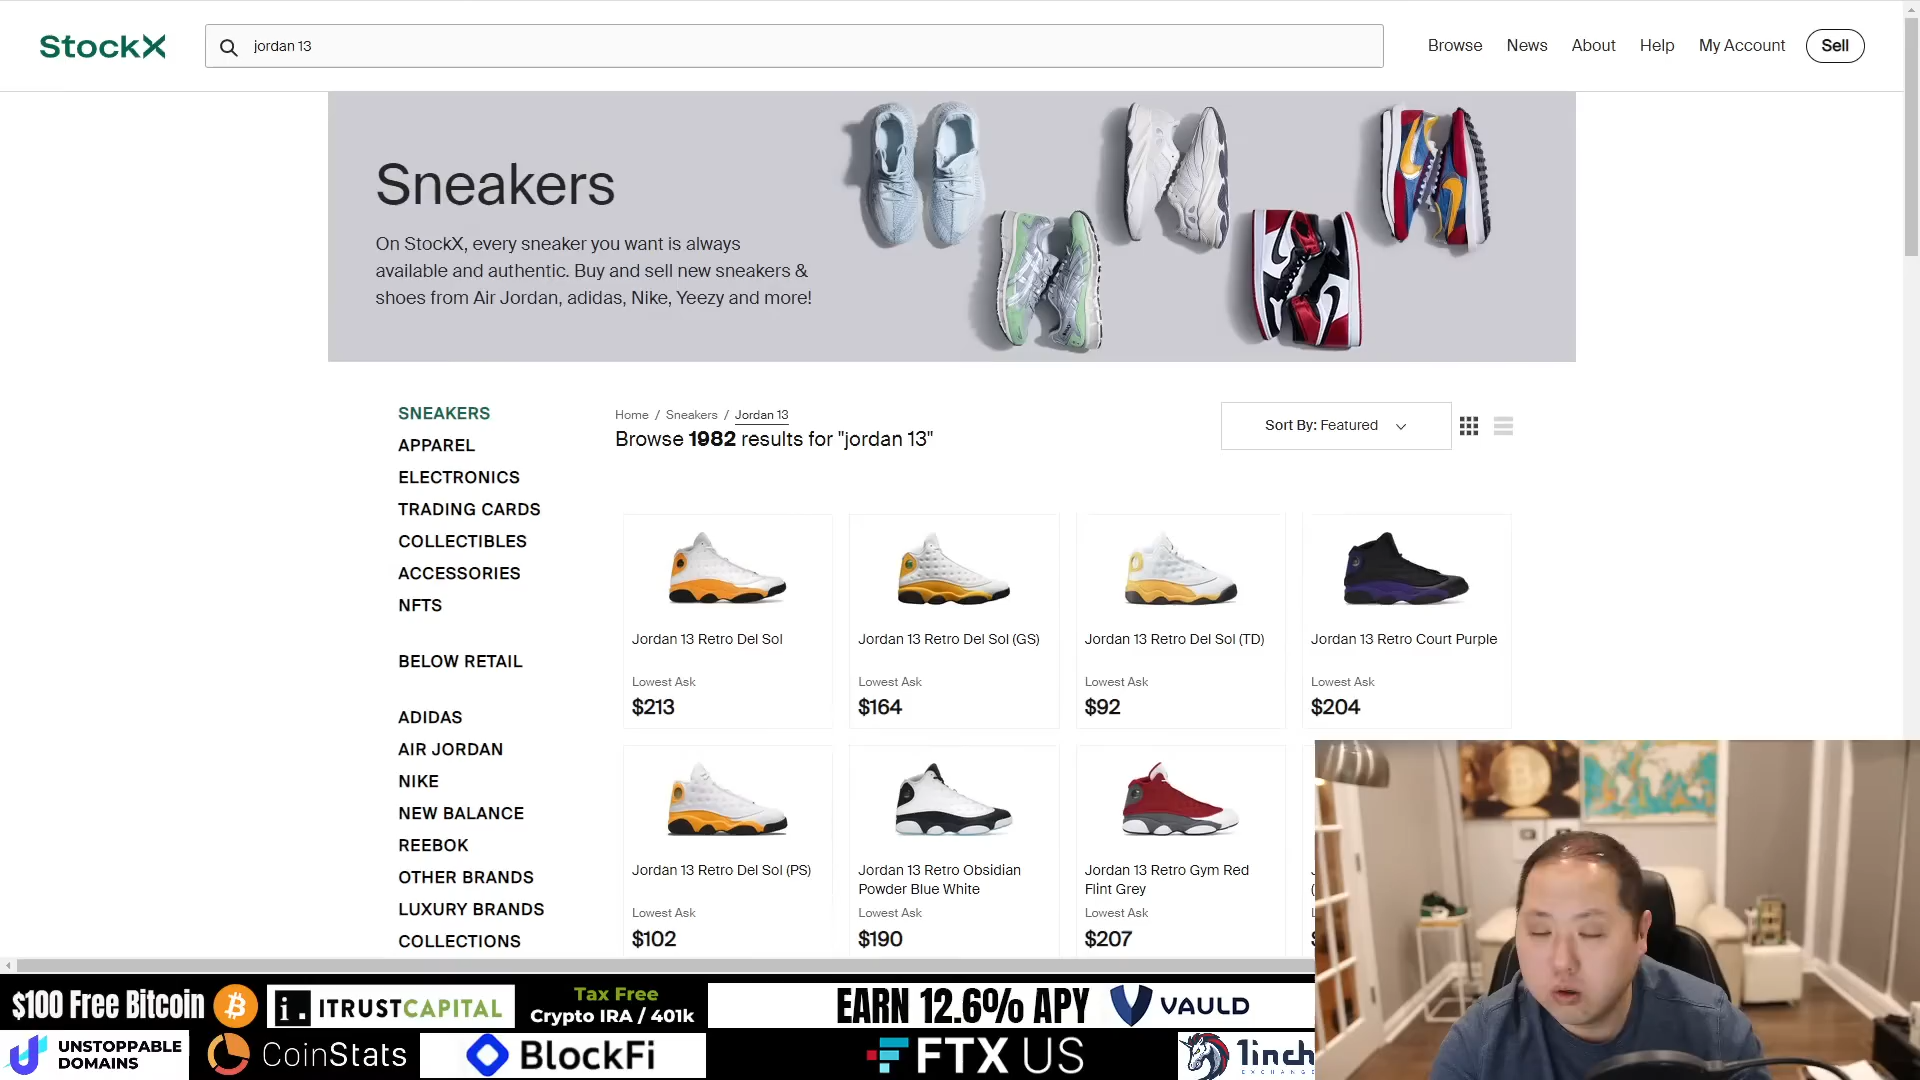 StockX
jordan 13
Browse
News
About
Help
My Account
Sell
Sneakers
On StockX, every sneaker you want is always
available and authentic. Buy and sell new sneakers &
shoes from Air Jordan, adidas, Nike, Yeezy and more!
SNEAKERS
APPAREL
ELECTRONICS
TRADING CARDS
COLLECTIBLES
ACCESSORIES
NFTS
BELOW RETAIL
ADIDAS
AIR JORDAN
NIKE
NEW BALANCE
REEBOK
OTHER BRANDS
LUXURY BRANDS
COLLECTIONS
Home / Sneakers / Jordan 13
Browse 1982 results for "jordan 13"
Sort By: Featured
Jordan 13 Retro Del Sol
Lowest Ask
$213
Jordan 13 Retro Del Sol (GS)
Lowest Ask
$164
Jordan 13 Retro Del Sol (TD)
Lowest Ask
$92
Jordan 13 Retro Court Purple
Lowest Ask
$204
Jordan 13 Retro Del Sol (PS)
Lowest Ask
$102
Jordan 13 Retro Obsidian
Powder Blue White
Lowest Ask
$190
Jordan 13 Retro Gym Red
Flint Grey
Lowest Ask
$207
$100 Free Bitcoin
ITRUSTCAPITAL
Tax Free
Crypto IRA / 401k
EARN 12.6% APY
VAULD
UNSTOPPABLE
DOMAINS
CoinStats
BlockFi
FTX US
1inch
EXCHANGE